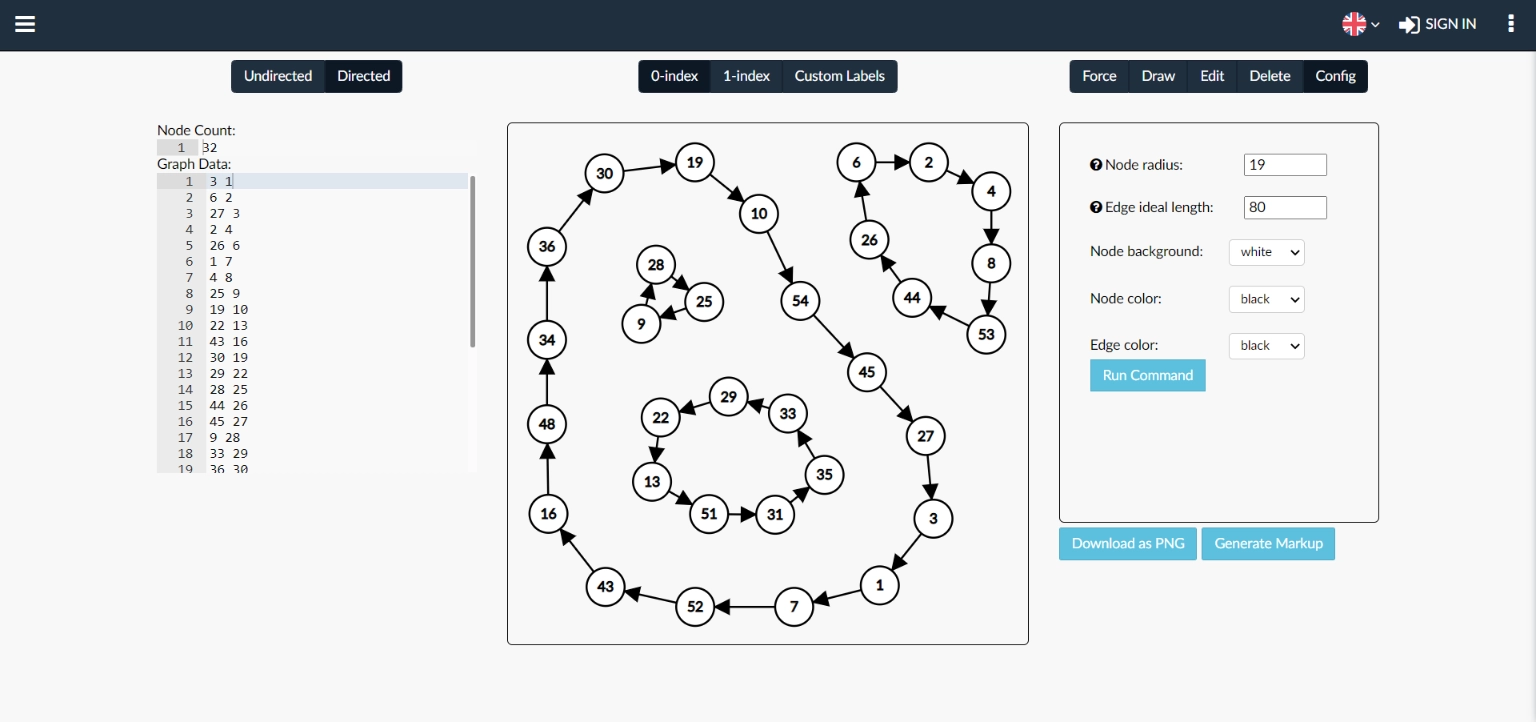 SIGN IN
Undirected Directed
0-index 1-index Custom Labels
Force Draw Edit Delete Config
Node Count:
1 32
Graph Data:
1 3 1
2 6 2
3 27 3
4 2 4
5 26 6
6 1 7
7 4 8
8 25 9
9 19 10
10 22 13
11 43 16
12 30 19
13 29 22
14 28 25
15 44 26
16 45 27
17 9 28
18 33 29
19 36 30
30 19 6 2
4
10
36 26
28 8
25 54 44
9 53
34
45
29
48 22 33 27
35
13
16 51 31 3
43 1
52 7
Node radius: 19
Edge ideal length: 80
Node background: white
Node color: black
Edge color: black
Run Command
Download as PNG Generate Markup